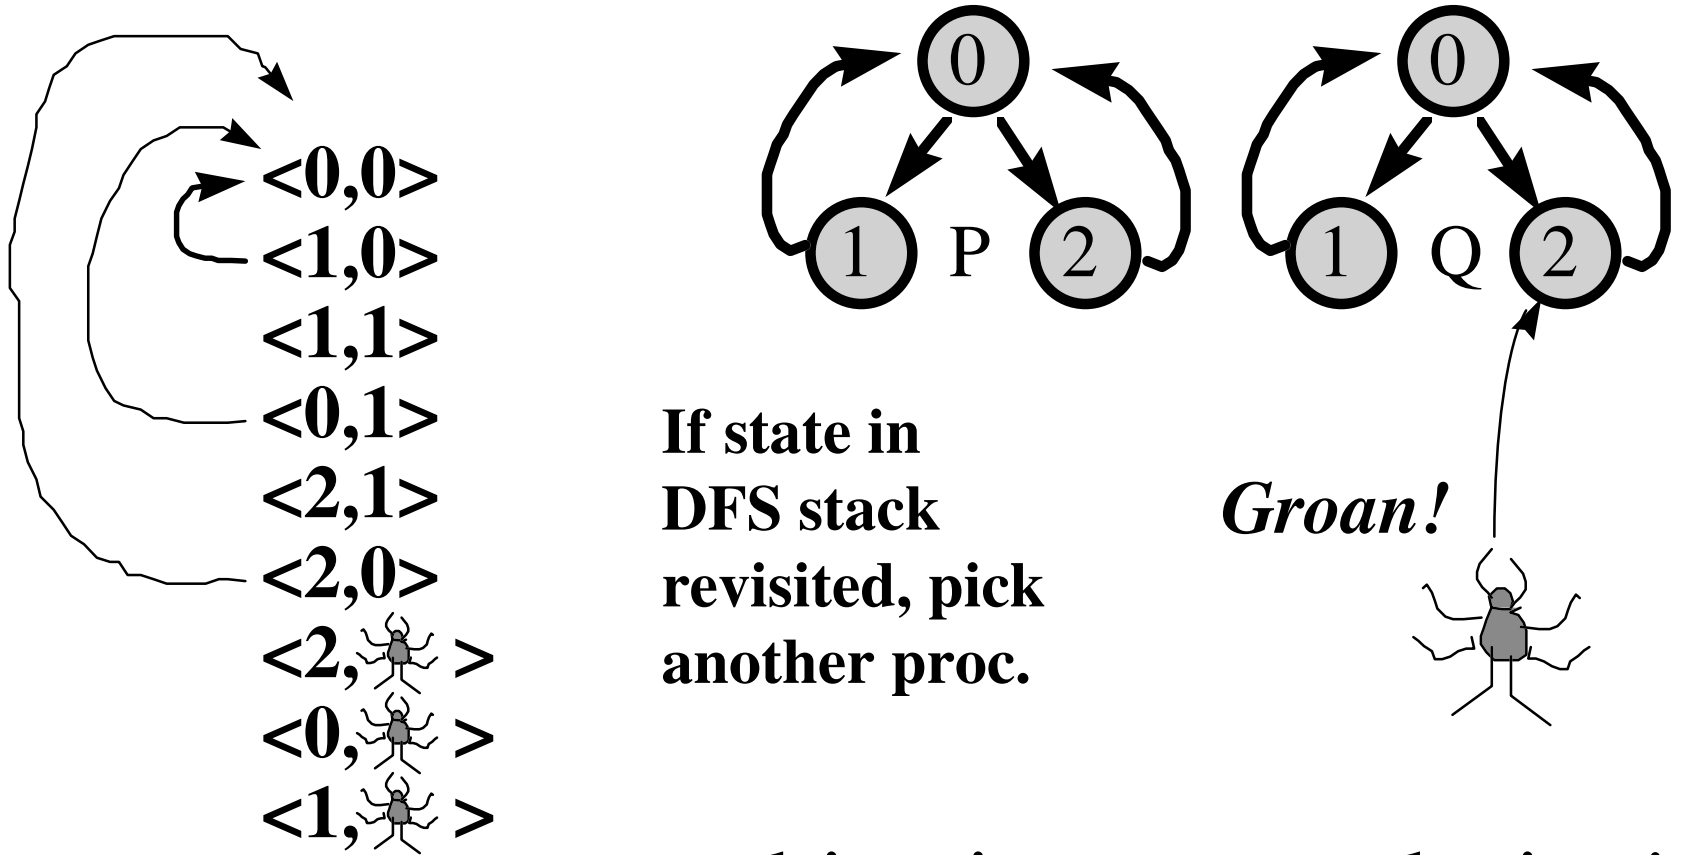 <0,0>
<1,0>
<1,1>
<0,1>
<2,1>
<2,0>
<2, >
<0, >
<1, >
0
1 P 2
0
1 Q 2
If state in
DFS stack
revisited, pick
another proc.
Groan!